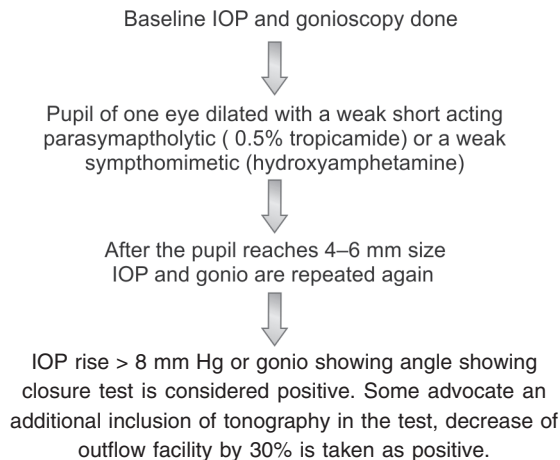 Baseline IOP and gonioscopy done
Pupil of one eye dilated with a weak short acting
parasymaptholytic ( 0.5% tropicamide) or a weak
sympthomimetic (hydroxyamphetamine)
After the pupil reaches 4–6 mm size
IOP and gonio are repeated again
IOP rise > 8 mm Hg or gonio showing angle showing
closure test is considered positive. Some advocate an
additional inclusion of tonography in the test, decrease of
outflow facility by 30% is taken as positive.